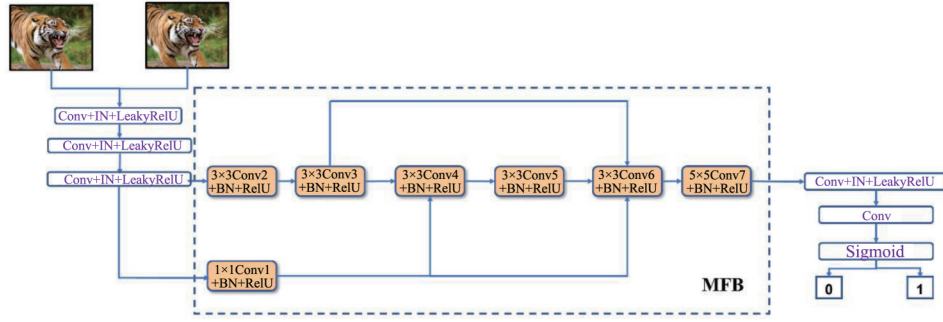 Conv+IN+LeakyRelU
Conv+IN+LeakyRelU
Conv+IN+LeakyRelU
3×3Conv2
+BN+RelU
3×3Conv3
+BN+RelU
3×3Conv4
+BN+RelU
3×3Conv5
+BN+RelU
3×3Conv6
+BN+RelU
5×5Conv7
+BN+RelU
1×1Conv1
+BN+RelU
MFB
Conv+IN+LeakyRelU
Conv
Sigmoid
0
1